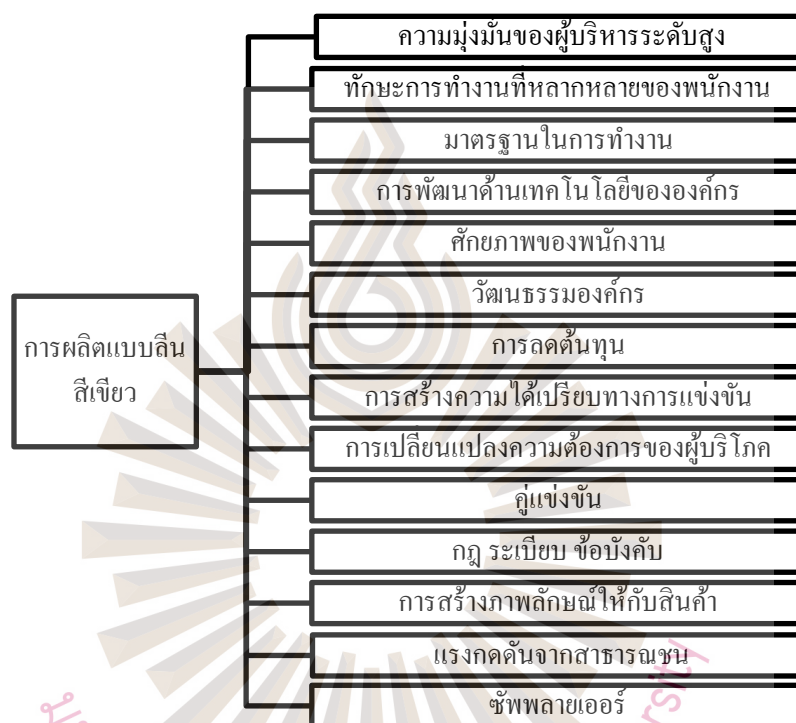 ความมุ่งมั่นของผู้บริหารระดับสูง
ทักษะการทำงานที่หลากหลายของพนักงาน
มาตรฐานในการทำงาน
การพัฒนาด้านเทคโนโลยีขององค์กร
ศักยภาพของพนักงาน
วัฒนธรรมองค์กร
การผลิตแบบลีน
สีเขียว
การลดต้นทุน
การสร้างความได้เปรียบทางการแข่งขัน
การเปลี่ยนแปลงความต้องการของผู้บริโภค
คู่แข่งขัน
กฎ ระเบียบ ข้อบังคับ
การสร้างภาพลักษณ์ให้กับสินค้า
แรงกดดันจากสาธารณชน
ซัพพลายเออร์